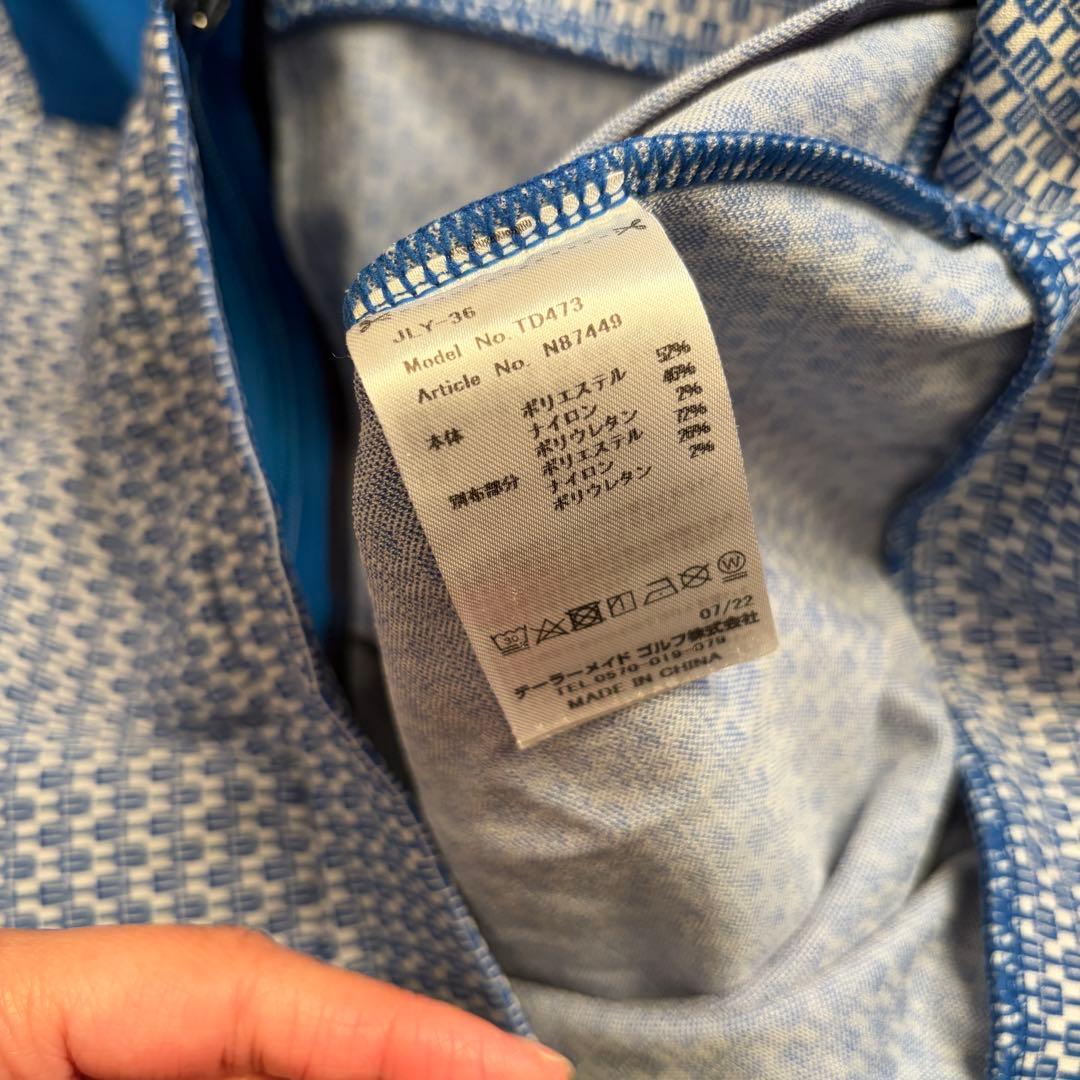 JLY-36
Model No. TD473
Article No. N87449
本体 ポリエステル 52%
ナイロン 46%
ポリウレタン 2%
別布部分 ポリエステル 72%
ナイロン 26%
ポリウレタン 2%
07/22
テーラーメイド ゴルフ株式会社
TEL 0570-019-079
MADE IN CHINA